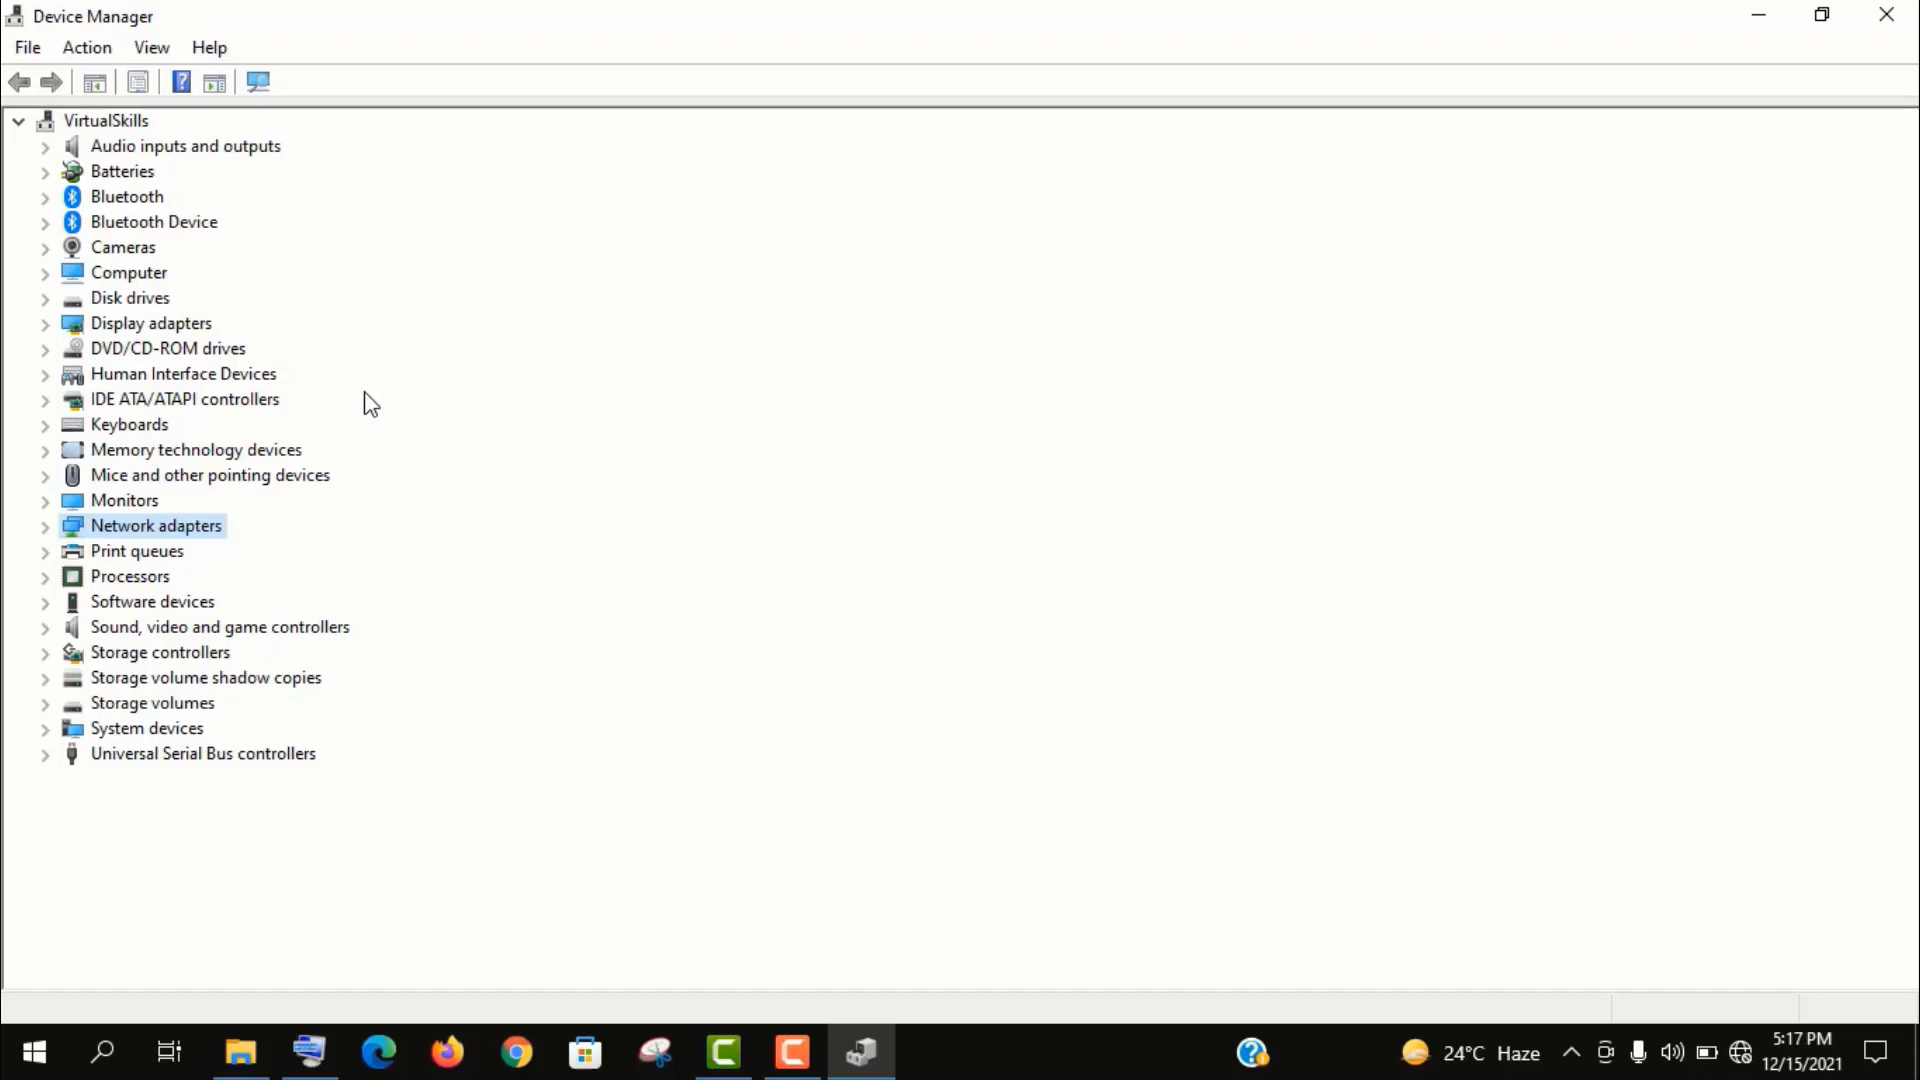 Device Manager
File Action View Help
VirtualSkills
Audio inputs and outputs
Batteries
Bluetooth
Bluetooth Device
Cameras
Computer
Disk drives
Display adapters
DVD/CD-ROM drives
Human Interface Devices
IDE ATA/ATAPI controllers
Keyboards
Memory technology devices
Mice and other pointing devices
Monitors
Network adapters
Print queues
Processors
Software devices
Sound, video and game controllers
Storage controllers
Storage volume shadow copies
Storage volumes
System devices
Universal Serial Bus controllers
24°C Haze
5:17 PM
12/15/2021